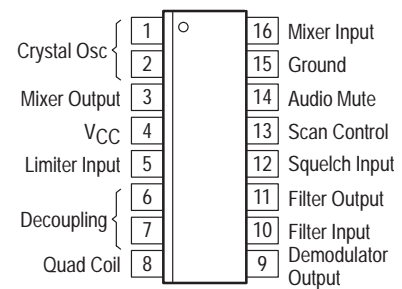 Crystal Osc
1
2
Mixer Output 3
VCC 4
Limiter Input 5
Decoupling
6
7
Quad Coil 8
16 Mixer Input
15 Ground
14 Audio Mute
13 Scan Control
12 Squelch Input
11 Filter Output
10 Filter Input
9 Demodulator
Output